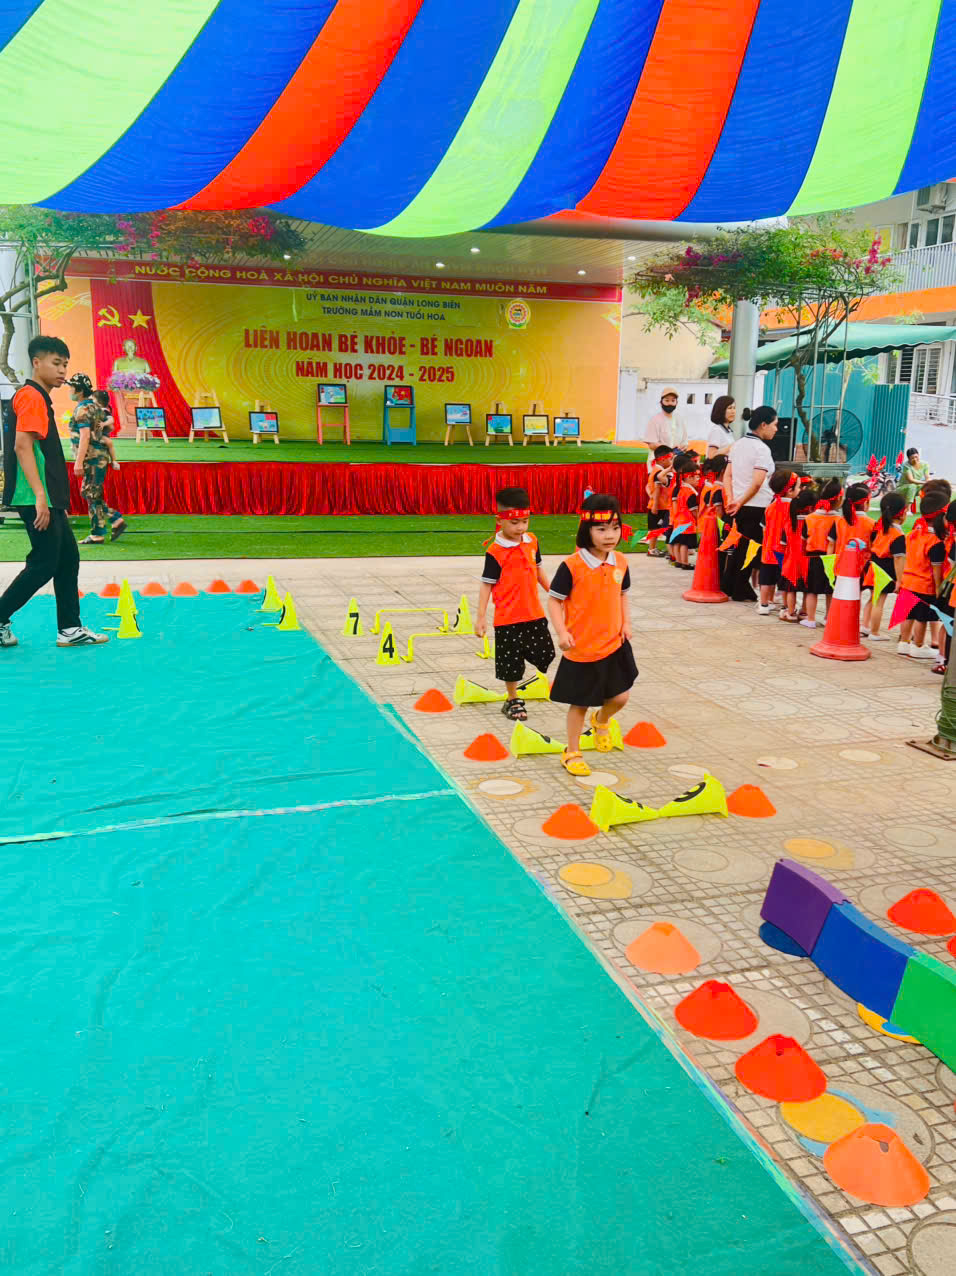 NƯỚC CỘNG HOÀ XÃ HỘI CHỦ NGHĨA VIỆT NAM MUÔN NĂM
UỶ BAN NHÂN DÂN QUẬN LONG BIÊN
TRƯỜNG MẦM NON TUỔI HOA
LIÊN HOAN BÉ KHỎE - BÉ NGOAN
NĂM HỌC 2024 - 2025
7
4